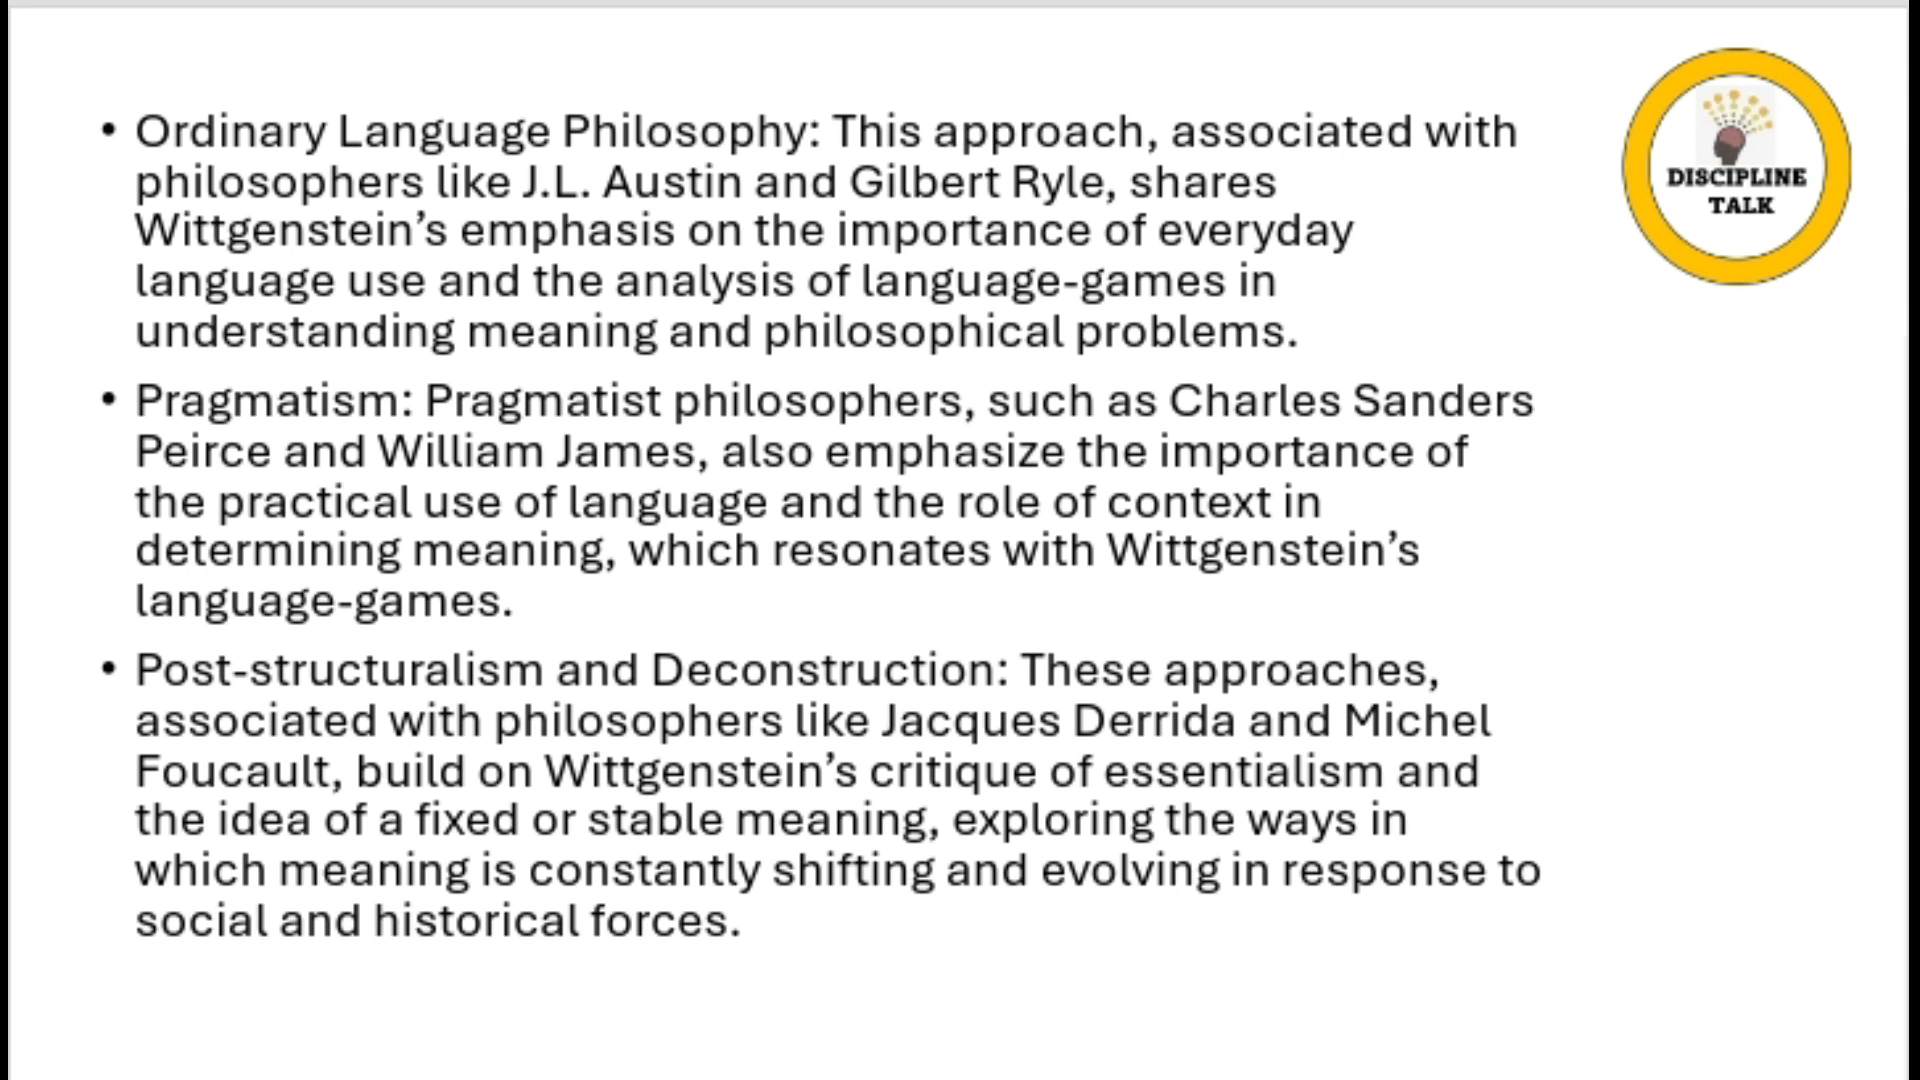 • Ordinary Language Philosophy: This approach, associated with
philosophers like J.L. Austin and Gilbert Ryle, shares
Wittgenstein’s emphasis on the importance of everyday
language use and the analysis of language-games in
understanding meaning and philosophical problems.
• Pragmatism: Pragmatist philosophers, such as Charles Sanders
Peirce and William James, also emphasize the importance of
the practical use of language and the role of context in
determining meaning, which resonates with Wittgenstein’s
language-games.
• Post-structuralism and Deconstruction: These approaches,
associated with philosophers like Jacques Derrida and Michel
Foucault, build on Wittgenstein’s critique of essentialism and
the idea of a fixed or stable meaning, exploring the ways in
which meaning is constantly shifting and evolving in response to
social and historical forces.
DISCIPLINE
TALK